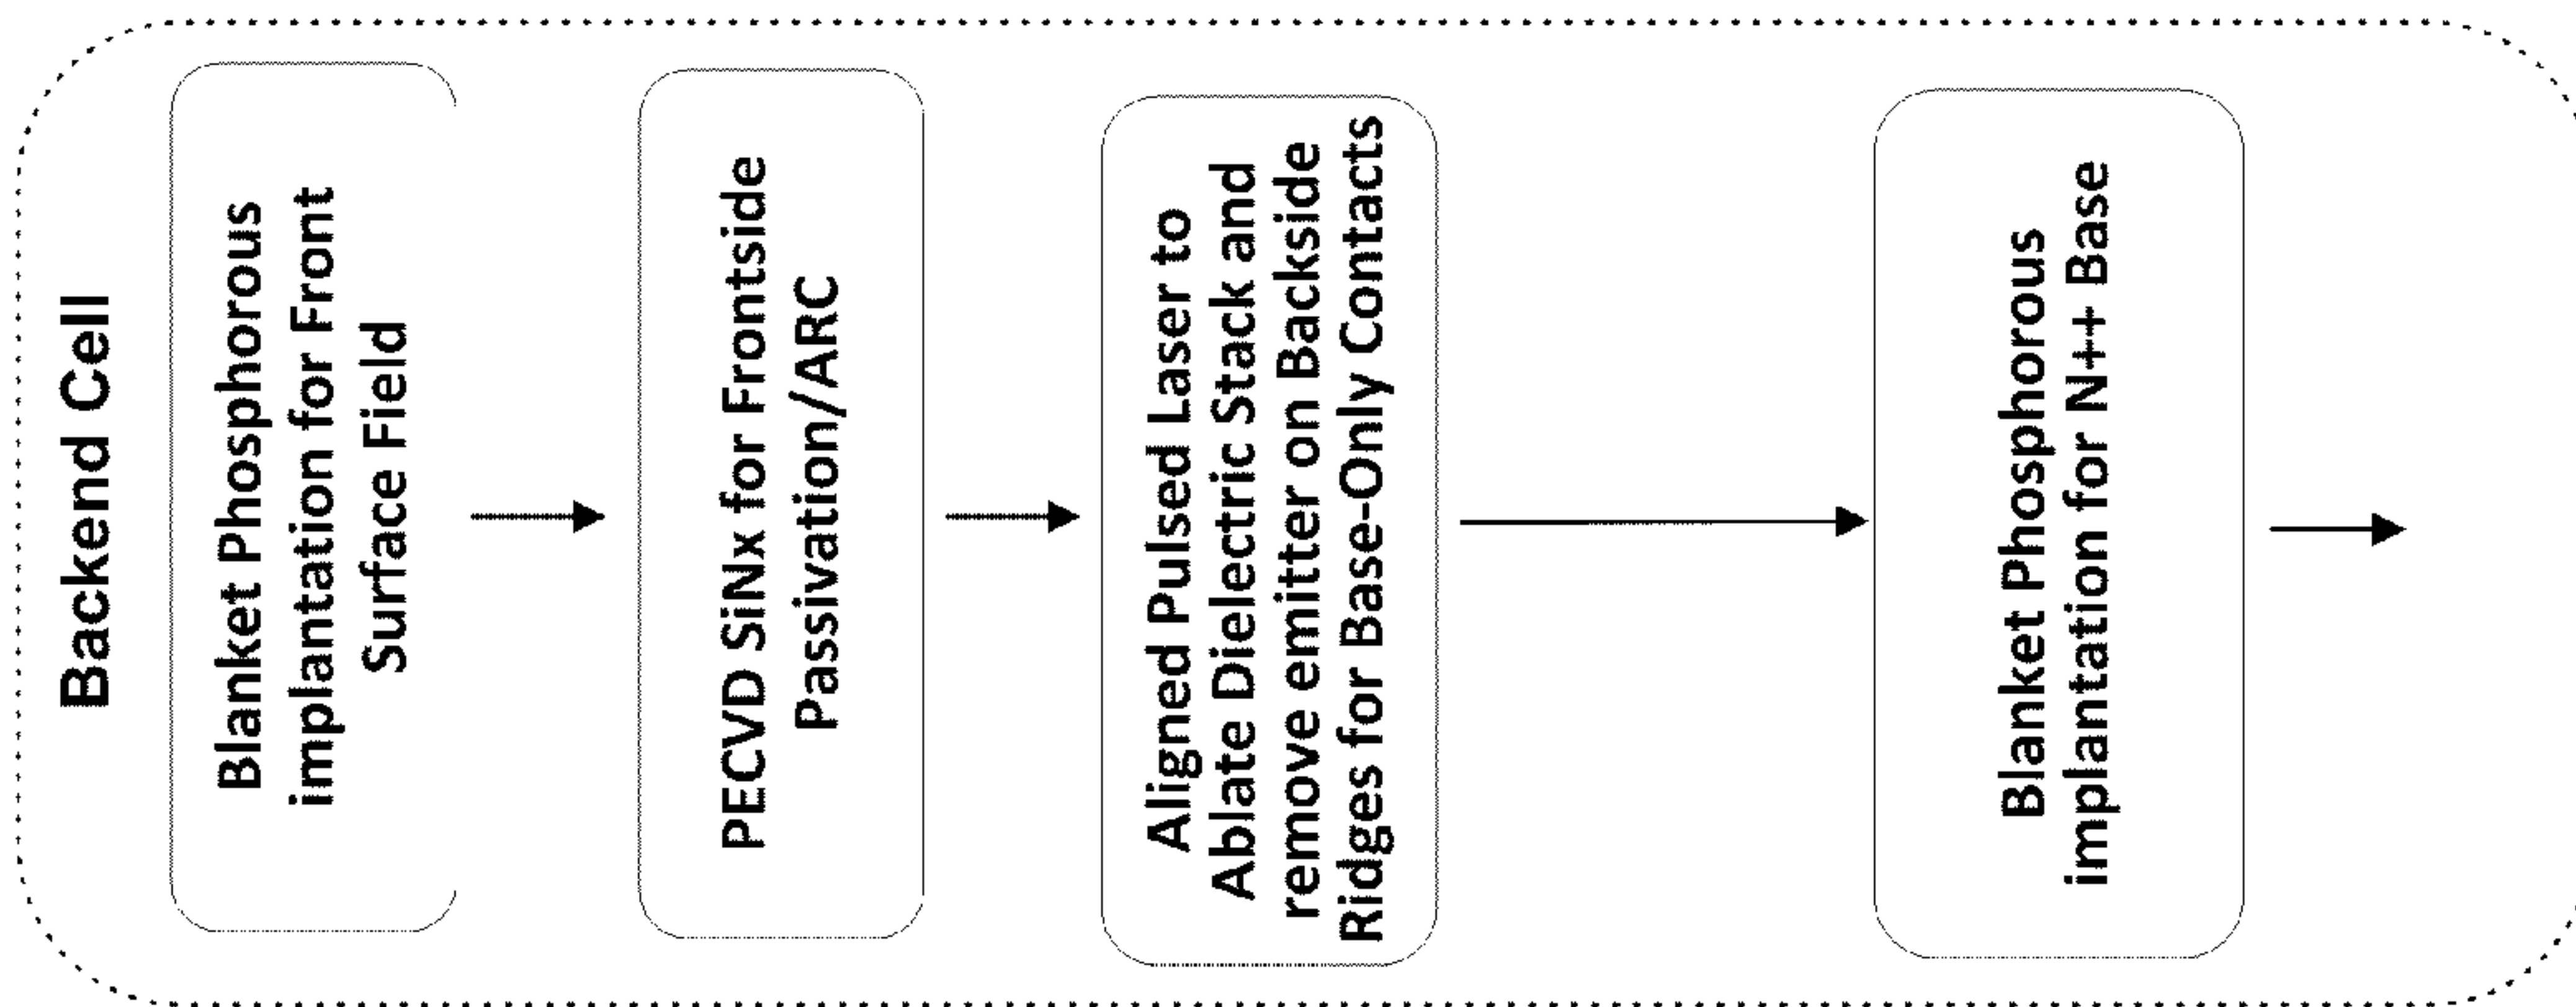 Backend Cell
Blanket Phosphorous
implantation for Front
Surface Field
PECVD SiNx for Frontside
Passivation/ARC
Aligned Pulsed Laser to
Ablate Dielectric Stack and
remove emitter on Backside
Ridges for Base-Only Contacts
Blanket Phosphorous
implantation for N++ Base